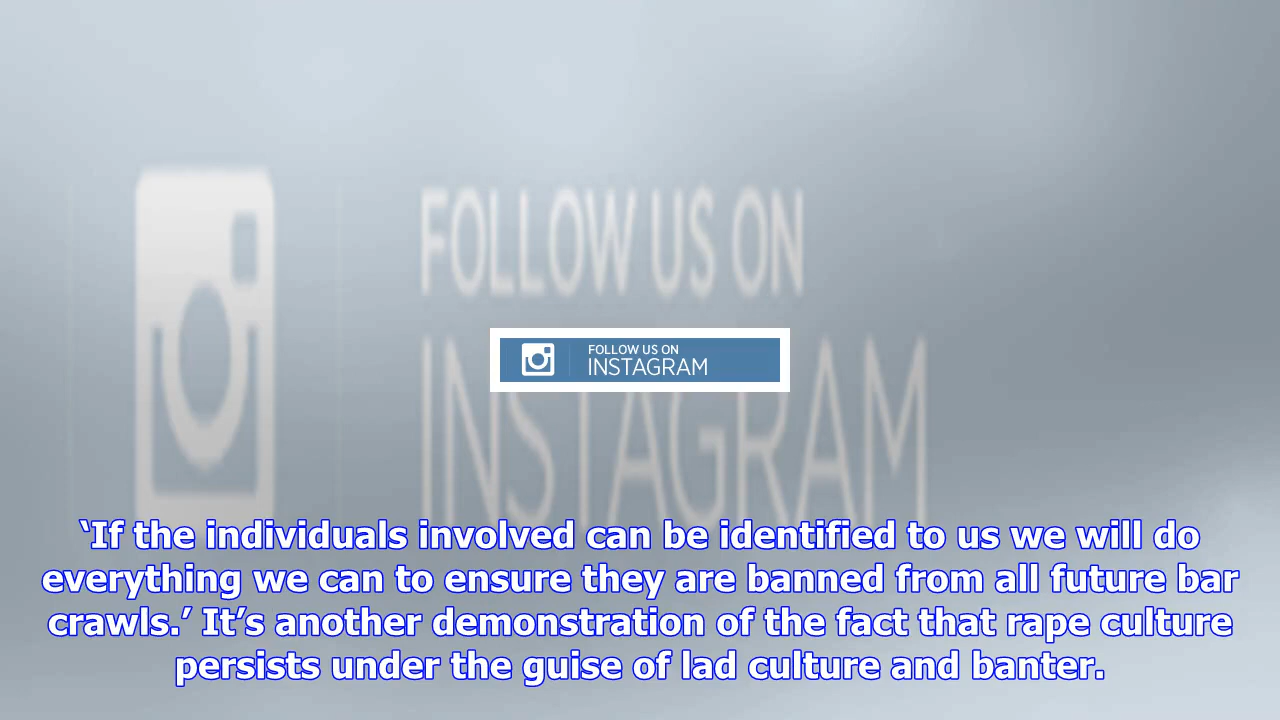 FOLLOW US ON
INSTAGRAM
FOLLOW US ON
INSTAGRAM
‘If the individuals involved can be identified to us we will do
everything we can to ensure they are banned from all future bar
crawls.’ It’s another demonstration of the fact that rape culture
persists under the guise of lad culture and banter.